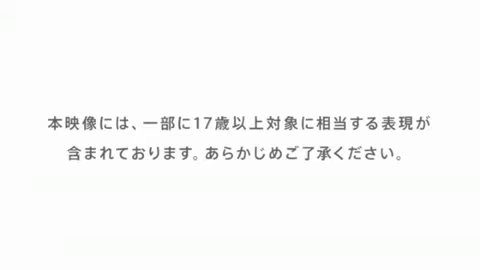 本映像には、一部に17歳以上対象に相当する表現が
含まれております。あらかじめご了承ください。